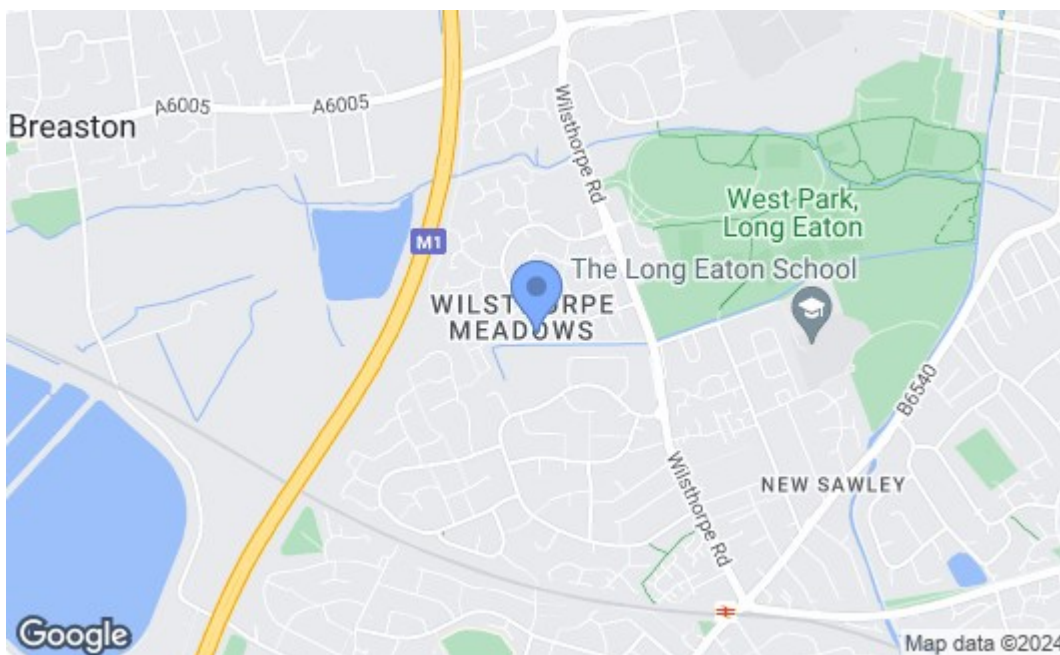 A6005
A6005
Breaston
Wilsthorpe Rd
West Park,
Long Eaton
M1
The Long Eaton School
WILSTHORPE
MEADOWS
B6540
Wilsthorpe Rd
NEW SAWLEY
Google
Map data ©2024